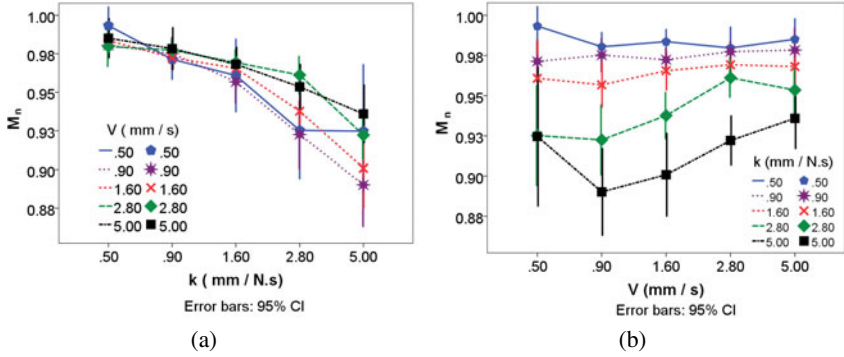 1.00
0.98
0.95
0.93
0.90
0.88
Mn
V ( mm / s)
.50 .50
.90 .90
1.60 1.60
2.80 2.80
5.00 5.00
.50 .90 1.60 2.80 5.00
k ( mm / N.s)
Error bars: 95% CI
(a)
1.00
0.98
0.95
0.93
0.90
0.88
Mn
k ( mm / N.s)
.50 .50
.90 .90
1.60 1.60
2.80 2.80
5.00 5.00
.50 .90 1.60 2.80 5.00
V (mm / s)
Error bars: 95% CI
(b)